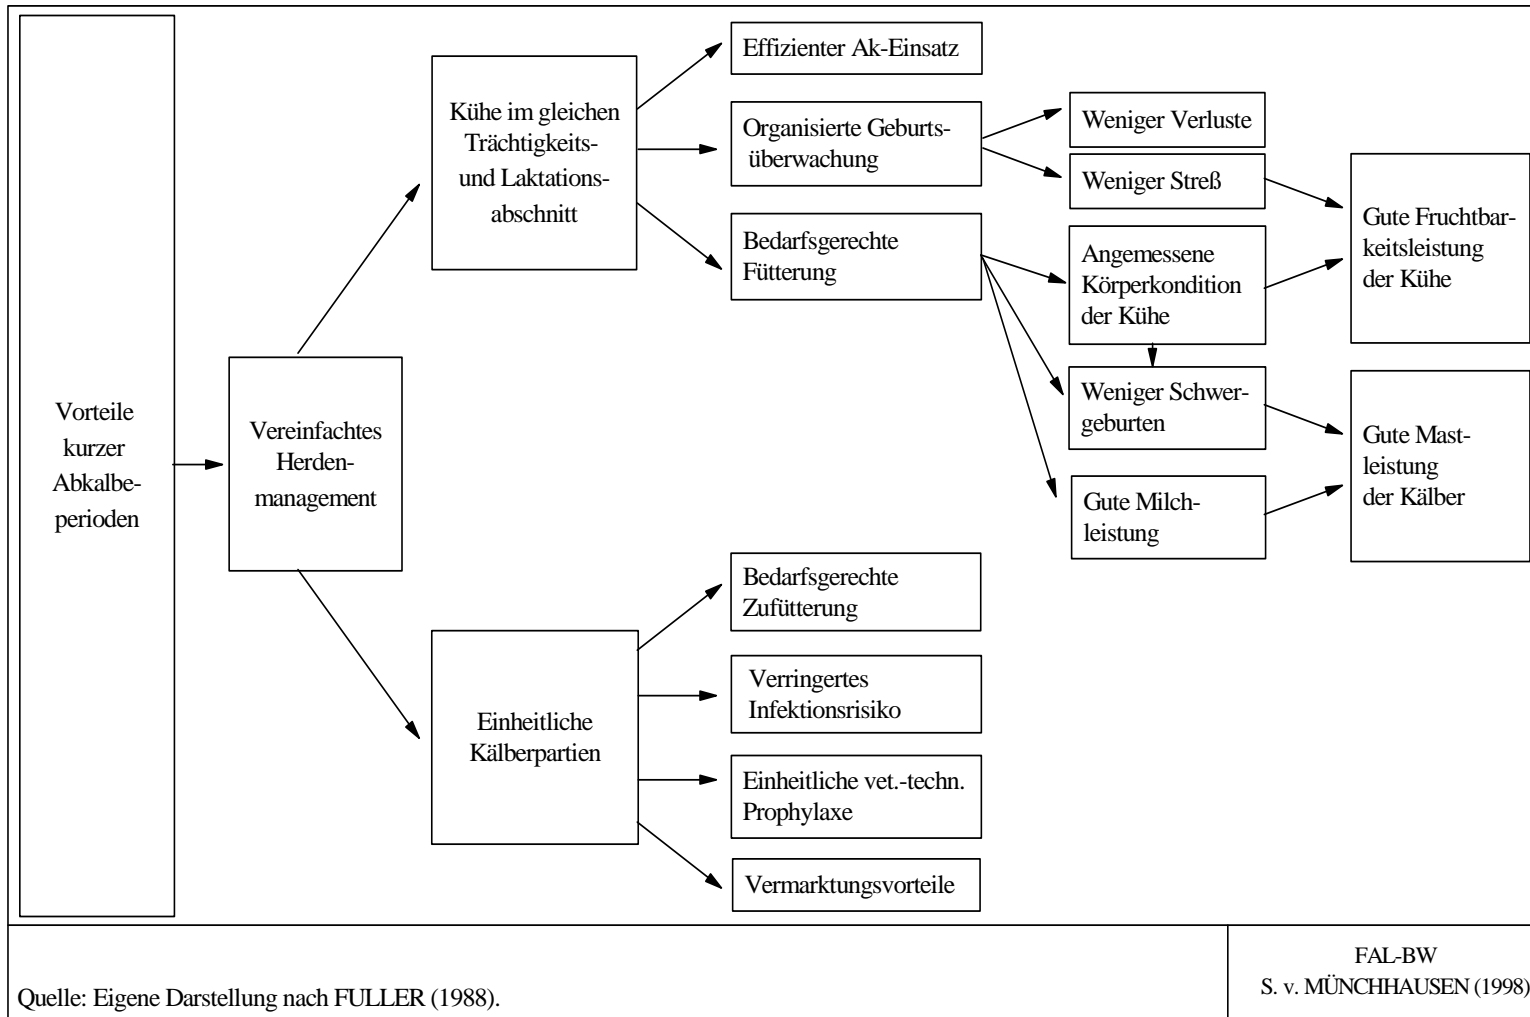 Vorteile
kurzer
Abkalbe-
perioden
Vereinfachtes
Herden-
management
Kühe im gleichen
Trächtigkeits-
und Laktations-
abschnitt
Effizienter Ak-Einsatz
Organisierte Geburts-
überwachung
Bedarfsgerechte
Fütterung
Weniger Verluste
Weniger Streß
Angemessene
Körperkondition
der Kühe
Weniger Schwer-
geburten
Gute Milch-
leistung
Gute Fruchtbar-
keitsleistung
der Kühe
Gute Mast-
leistung
der Kälber
Einheitliche
Kälberpartien
Bedarfsgerechte
Zufütterung
Verringertes
Infektionsrisiko
Einheitliche vet.-techn.
Prophylaxe
Vermarktungsvorteile
Quelle: Eigene Darstellung nach FULLER (1988).
FAL-BW
S. v. MÜNCHHAUSEN (1998)